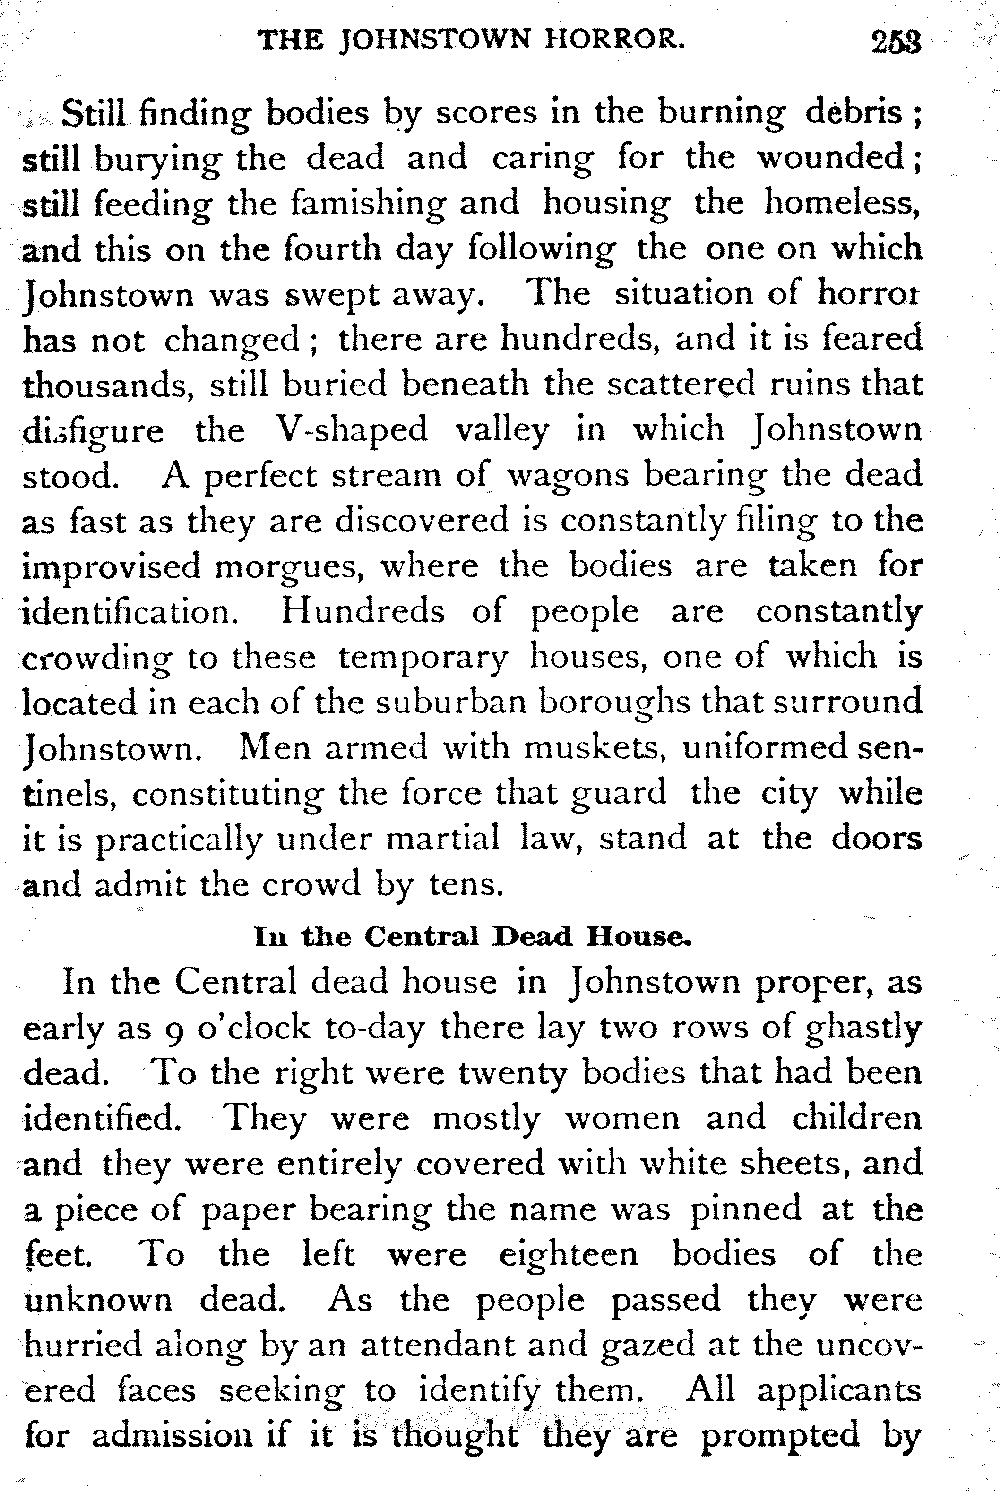 THE JOHNSTOWN HORROR. 253
Still finding bodies by scores in the burning debris ;
still burying the dead and caring for the wounded ;
still feeding the famishing and housing the homeless,
and this on the fourth day following the one on which
Johnstown was swept away. The situation of horror
has not changed ; there are hundreds, and it is feared
thousands, still buried beneath the scattered ruins that
disfigure the V-shaped valley in which Johnstown
stood. A perfect stream of wagons bearing the dead
as fast as they are discovered is constantly filing to the
improvised morgues, where the bodies are taken for
identification. Hundreds of people are constantly
crowding to these temporary houses, one of which is
located in each of the suburban boroughs that surround
Johnstown. Men armed with muskets, uniformed sen-
tinels, constituting the force that guard the city while
it is practically under martial law, stand at the doors
and admit the crowd by tens.
In the Central Dead House.
In the Central dead house in Johnstown proper, as
early as 9 o'clock to-day there lay two rows of ghastly
dead. To the right were twenty bodies that had been
identified. They were mostly women and children
and they were entirely covered with white sheets, and
a piece of paper bearing the name was pinned at the
feet. To the left were eighteen bodies of the
unknown dead. As the people passed they were
hurried along by an attendant and gazed at the uncov-
ered faces seeking to identify them. All applicants
for admission if it is thought they are prompted by